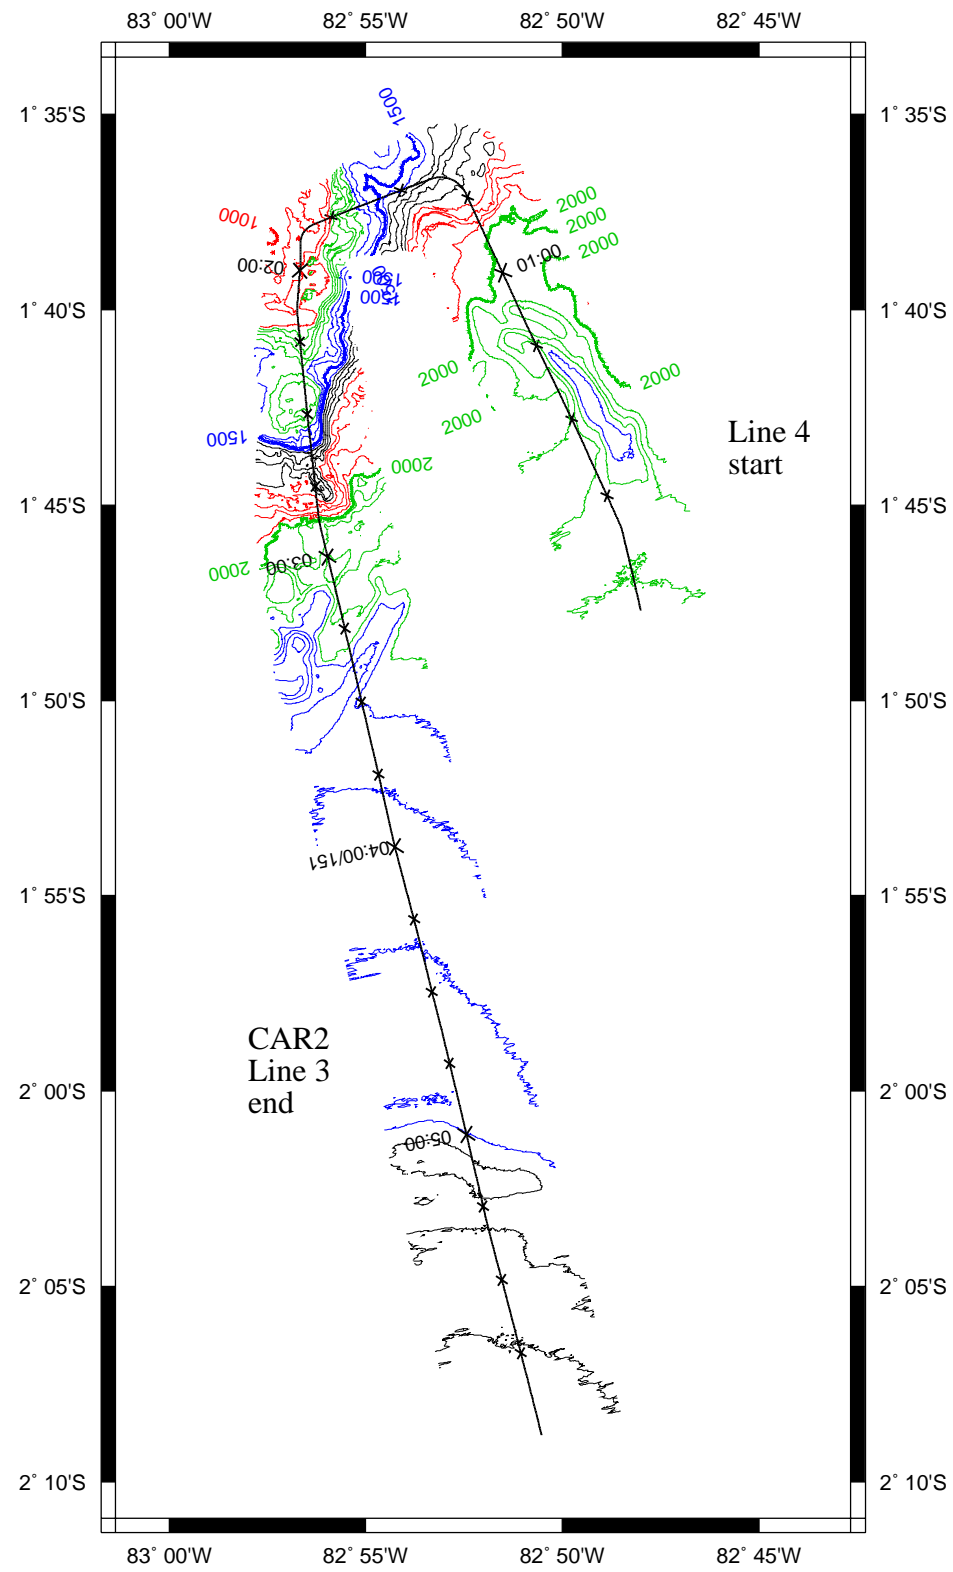 83° 00'W 82° 55'W 82° 50'W 82° 45'W
1° 35'S 1° 35'S
1500
2000
1000 2000
2000
02:00 01:00
1500
1500
1° 40'S 1° 40'S
2000 2000
2000
1500
Line 4
start
2000
1° 45'S 1° 45'S
03:00
2000
1° 50'S 1° 50'S
04:00/151
1° 55'S 1° 55'S
CAR2
Line 3
end
2° 00'S 2° 00'S
05:00
2° 05'S 2° 05'S
2° 10'S 2° 10'S
83° 00'W 82° 55'W 82° 50'W 82° 45'W